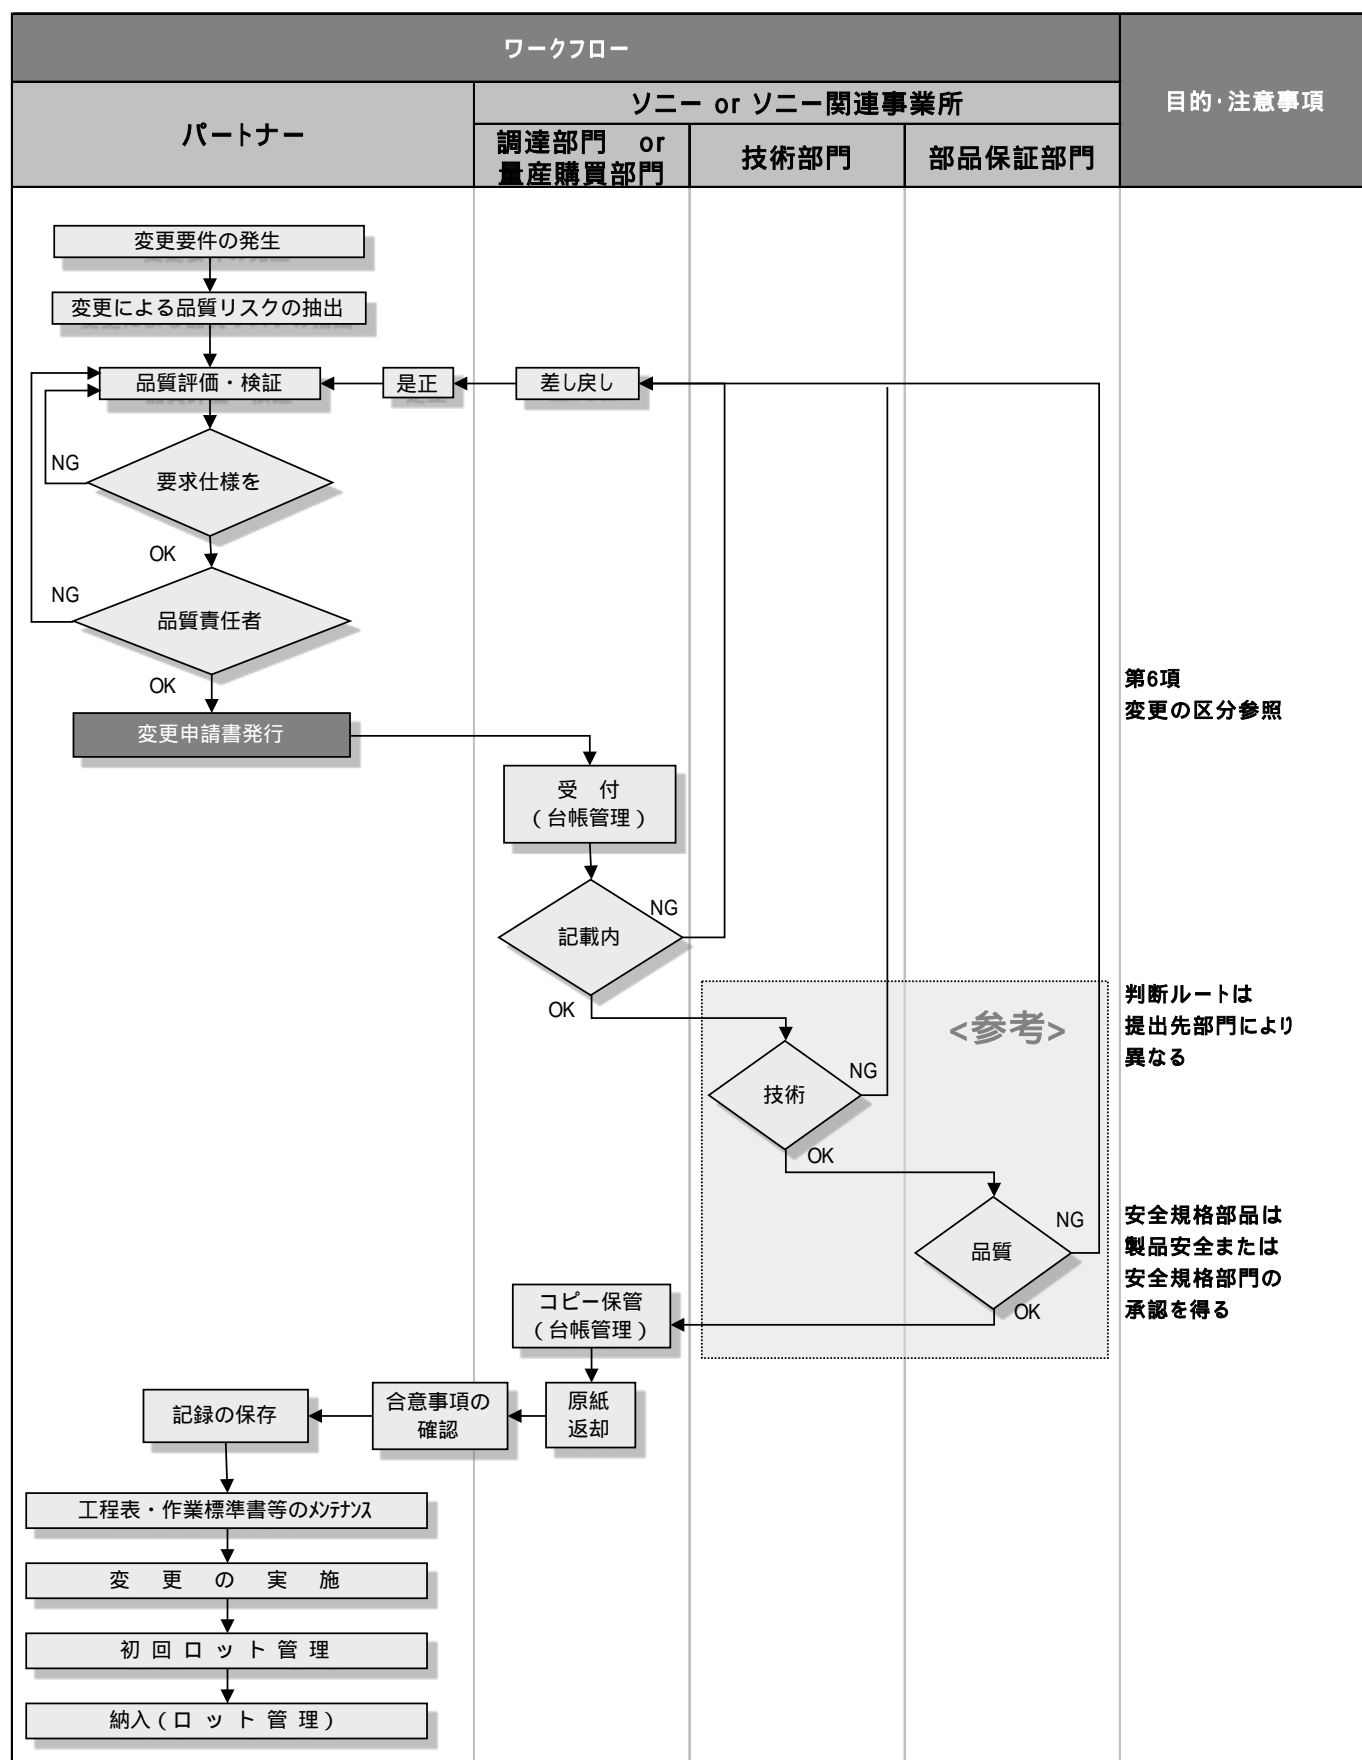 ワークフロー
目的･注意事項
パートナー
ソニー or ソニー関連事業所
調達部門　or
量産購買部門
技術部門
部品保証部門
変更要件の発生
変更による品質リスクの抽出
品質評価・検証
是正
差し戻し
NG
要求仕様を
OK
NG
品質責任者
OK
第6項
変更の区分参照
変更申請書発行
受　付
（台帳管理）
NG
記載内
OK
判断ルートは
提出先部門により
異なる
<参考>
NG
技術
OK
安全規格部品は
製品安全または
安全規格部門の
承認を得る
NG
品質
OK
コピー保管
（台帳管理）
原紙
返却
合意事項の
確認
記録の保存
工程表・作業標準書等のﾒﾝﾃﾅﾝｽ
変　更　の　実　施
初 回 ロ ッ ト 管 理
納入（ロ ッ ト 管 理）